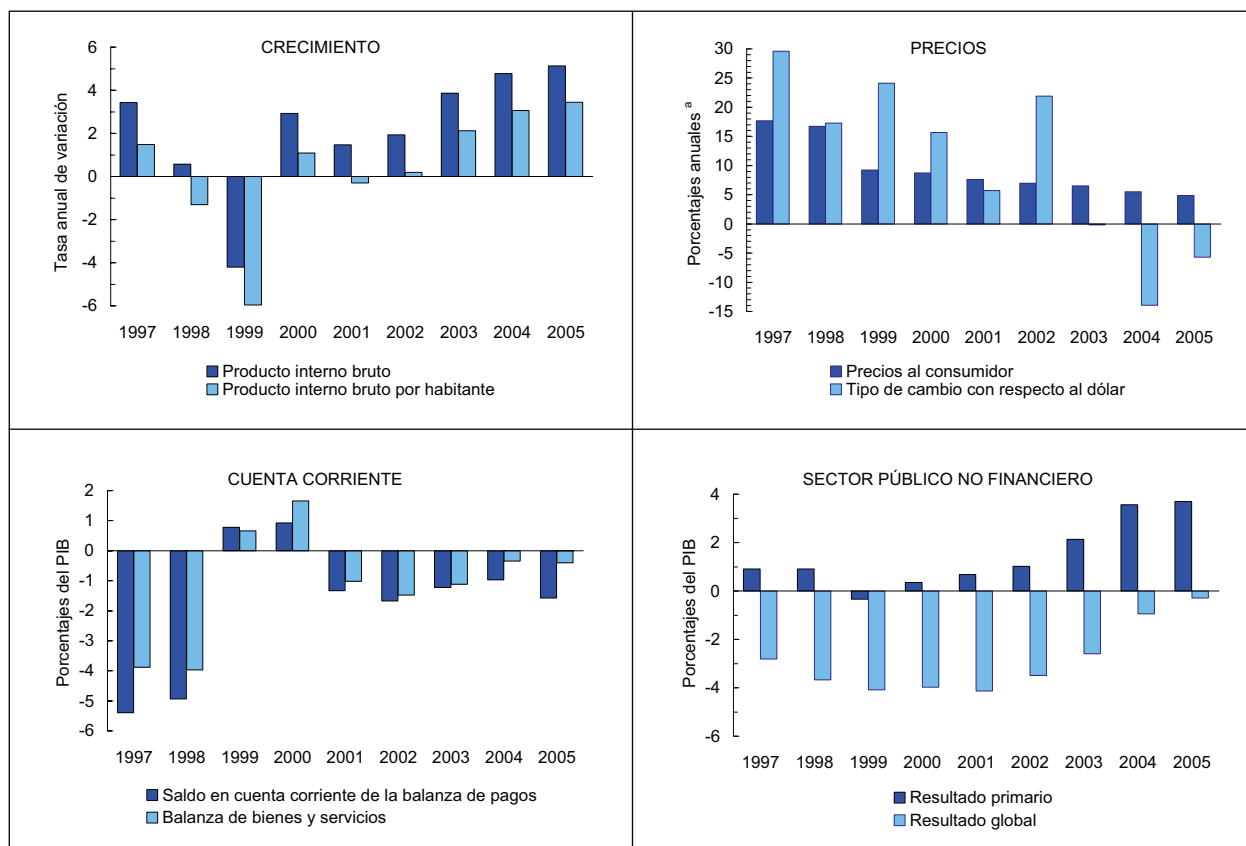 CRECIMIENTO
Tasa anual de variación
6
4
2
0
-2
-4
-6
1997 1998 1999 2000 2001 2002 2003 2004 2005
Producto interno bruto
Producto interno bruto por habitante
PRECIOS
Porcentajes anuales a
30
25
20
15
10
5
0
-5
-10
-15
1997 1998 1999 2000 2001 2002 2003 2004 2005
Precios al consumidor
Tipo de cambio con respecto al dólar
CUENTA CORRIENTE
Porcentajes del PIB
2
1
0
-1
-2
-3
-4
-5
-6
1997 1998 1999 2000 2001 2002 2003 2004 2005
Saldo en cuenta corriente de la balanza de pagos
Balanza de bienes y servicios
SECTOR PÚBLICO NO FINANCIERO
Porcentajes del PIB
4
2
0
-2
-4
-6
1997 1998 1999 2000 2001 2002 2003 2004 2005
Resultado primario
Resultado global